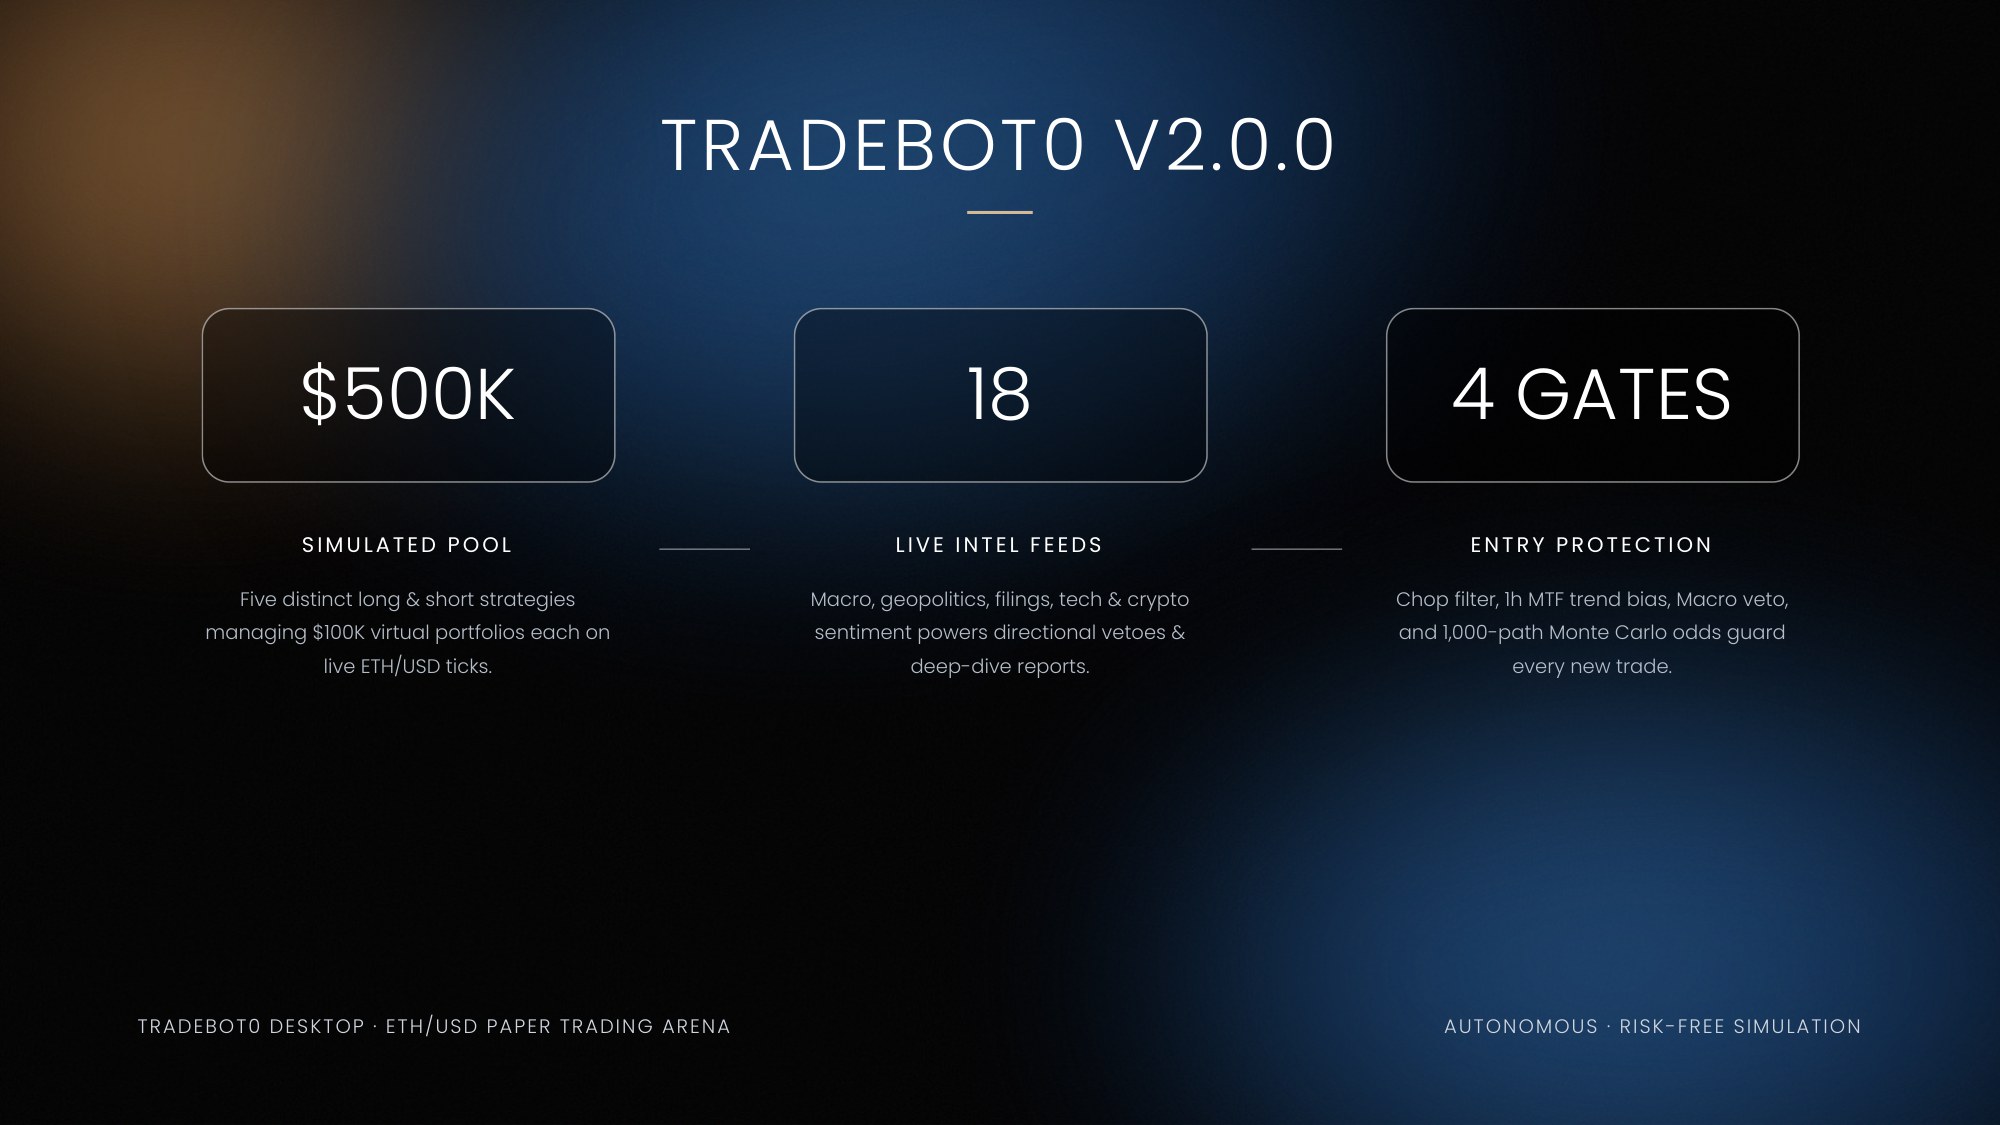 TRADEBOT0 V2.0.0
$500K
18
4 GATES
SIMULATED POOL
LIVE INTEL FEEDS
ENTRY PROTECTION
Five distinct long & short strategies
managing $100K virtual portfolios each on
live ETH/USD ticks.
Macro, geopolitics, filings, tech & crypto
sentiment powers directional vetoes &
deep-dive reports.
Chop filter, 1h MTF trend bias, Macro veto,
and 1,000-path Monte Carlo odds guard
every new trade.
TRADEBOT0 DESKTOP · ETH/USD PAPER TRADING ARENA
AUTONOMOUS · RISK-FREE SIMULATION